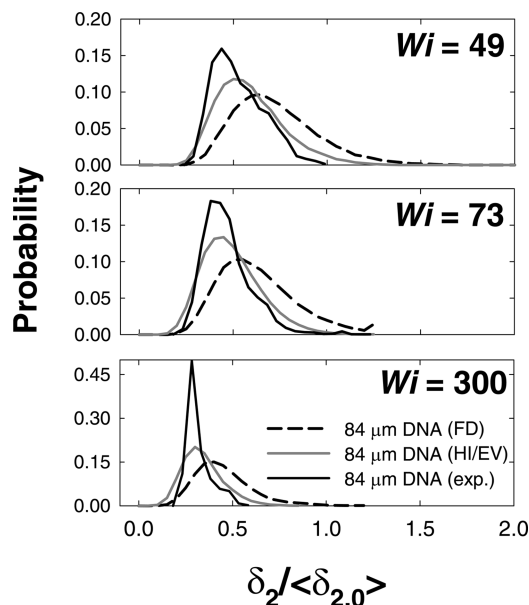 Probability
0.20
0.15
0.10
0.05
0.00
Wi = 49
0.20
0.15
0.10
0.05
0.00
Wi = 73
0.45
0.30
0.15
0.00
Wi = 300
84 μm DNA (FD)
84 μm DNA (HI/EV)
84 μm DNA (exp.)
0.0 0.5 1.0 1.5 2.0
δ₂/<δ₂,₀>